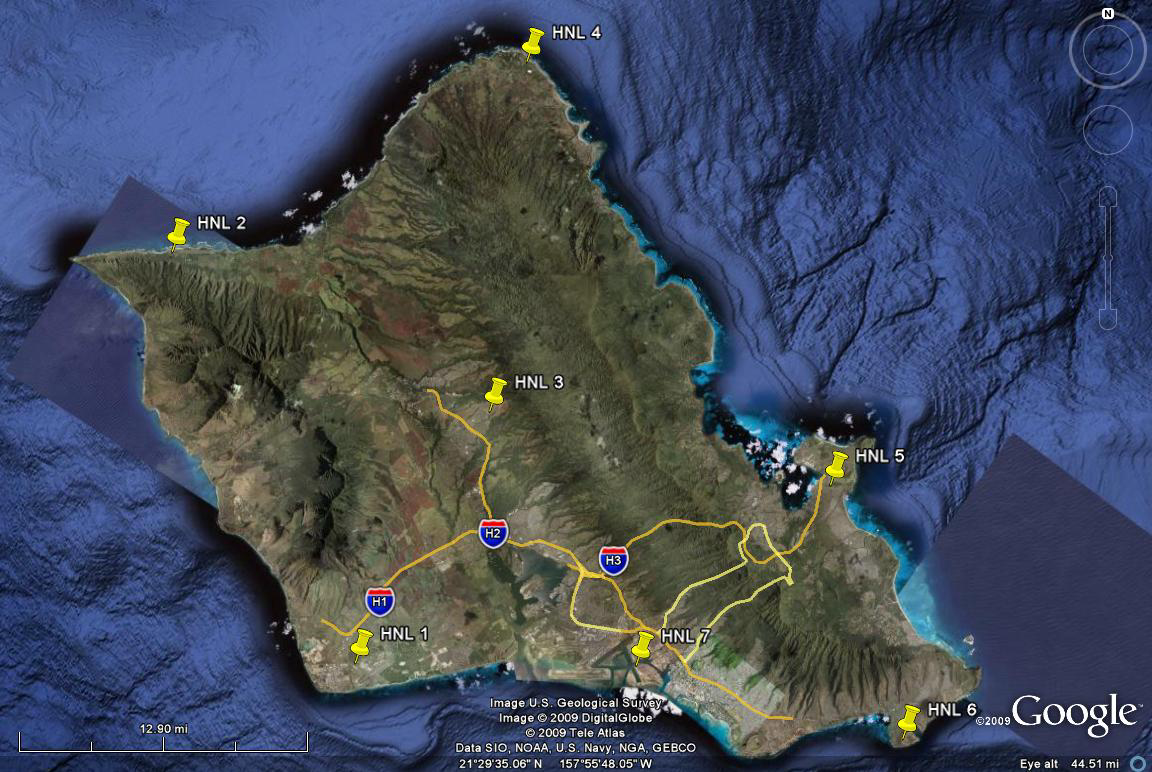 N
HNL 4
HNL 2
HNL 3
HNL 5
H2
H3
H1
HNL 1
HNL 7
HNL 6
©2009 Google™
12.90 mi
Image U.S. Geological Survey
Image © 2009 DigitalGlobe
© 2009 Tele Atlas
Data SIO, NOAA, U.S. Navy, NGA, GEBCO
21°29'35.06" N 157°55'48.05" W
Eye alt 44.51 mi